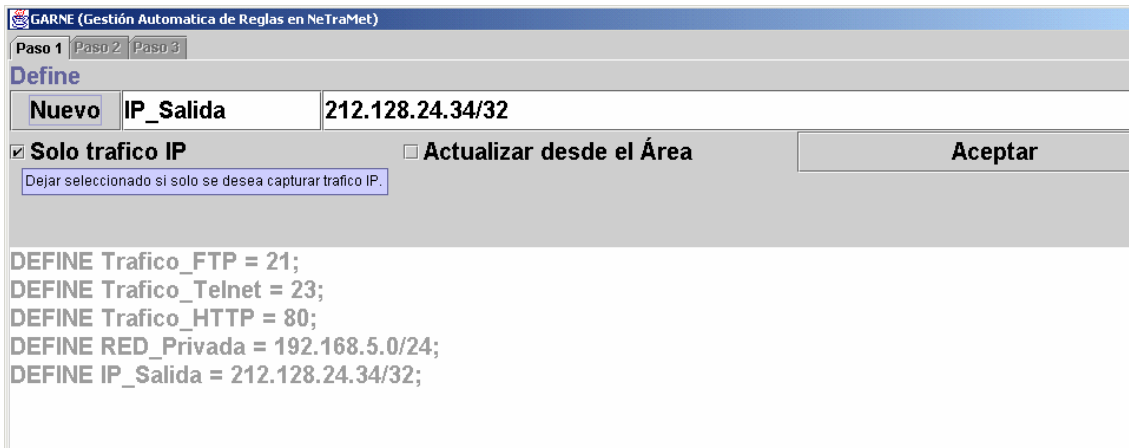 GARNE (Gestión Automatica de Reglas en NeTraMet)
Paso 1 Paso 2 Paso 3
Define
Nuevo IP_Salida 212.128.24.34/32
Solo trafico IP Actualizar desde el Área Aceptar
Dejar seleccionado si solo se desea capturar trafico IP.
DEFINE Trafico_FTP = 21;
DEFINE Trafico_Telnet = 23;
DEFINE Trafico_HTTP = 80;
DEFINE RED_Privada = 192.168.5.0/24;
DEFINE IP_Salida = 212.128.24.34/32;